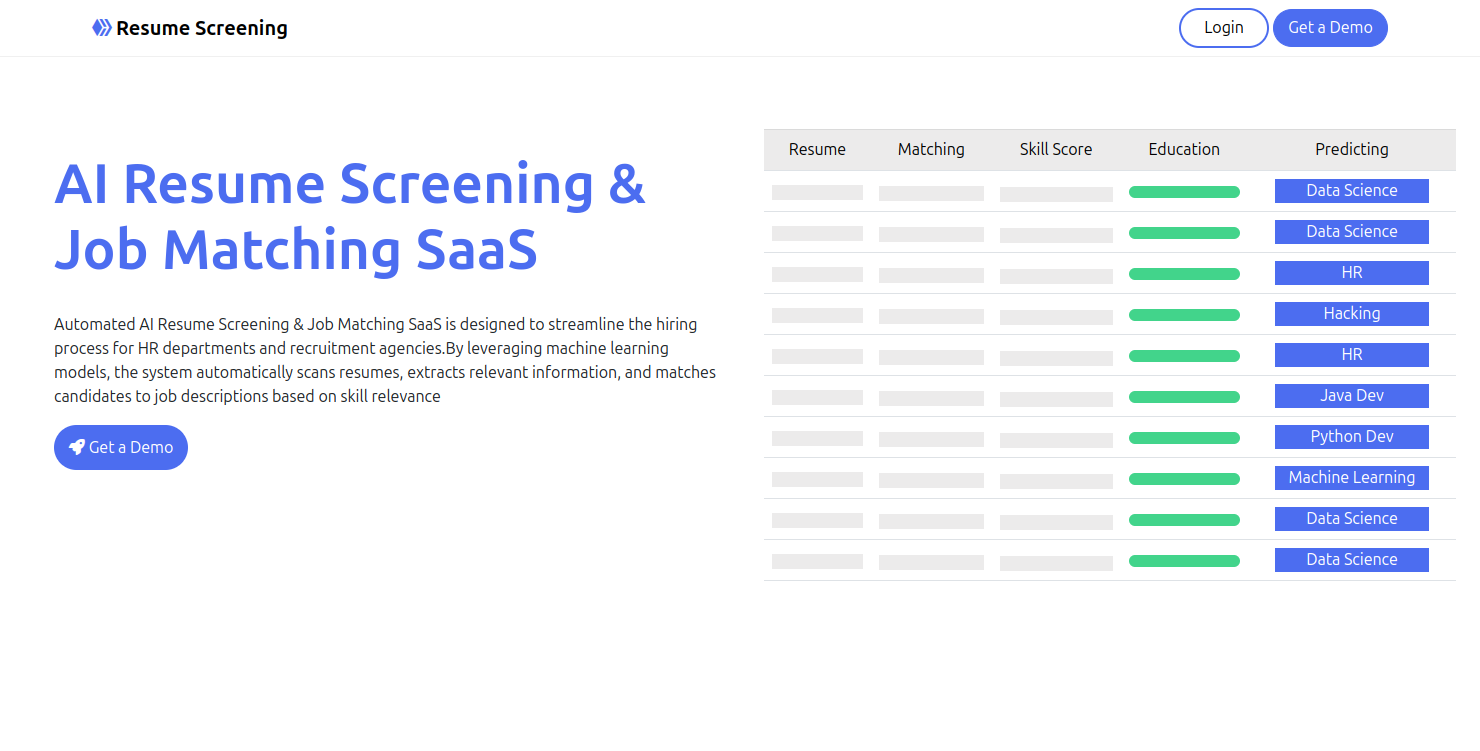 Resume Screening
Login
Get a Demo
AI Resume Screening &
Job Matching SaaS
Automated AI Resume Screening & Job Matching SaaS is designed to streamline the hiring
process for HR departments and recruitment agencies.By leveraging machine learning
models, the system automatically scans resumes, extracts relevant information, and matches
candidates to job descriptions based on skill relevance
Get a Demo
Resume Matching Skill Score Education Predicting
Data Science
Data Science
HR
Hacking
HR
Java Dev
Python Dev
Machine Learning
Data Science
Data Science